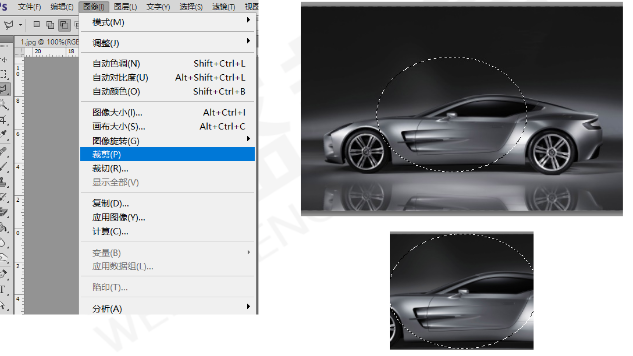 文件(F) 编辑(E) 图像(I) 图层(L) 文字(Y) 选择(S) 滤镜(T) 视图
模式(M)
1.jpg @ 100%(RGB
调整(J)
20 18
自动色调(N) Shift+Ctrl+L
自动对比度(U) Alt+Shift+Ctrl+L
自动颜色(O) Shift+Ctrl+B
图像大小(I)... Alt+Ctrl+I
画布大小(S)... Alt+Ctrl+C
图像旋转(G)
裁剪(P)
裁切(R)...
显示全部(V)
复制(D)...
应用图像(Y)...
计算(C)...
变量(B)
应用数据组(L)...
陷印(T)...
分析(A)